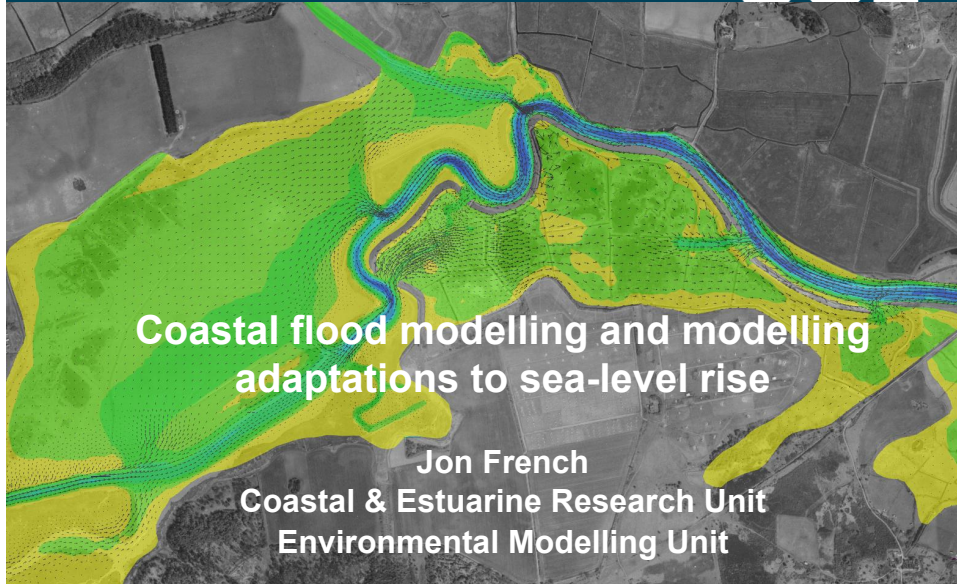 Coastal flood modelling and modelling
adaptations to sea-level rise
Jon French
Coastal & Estuarine Research Unit
Environmental Modelling Unit